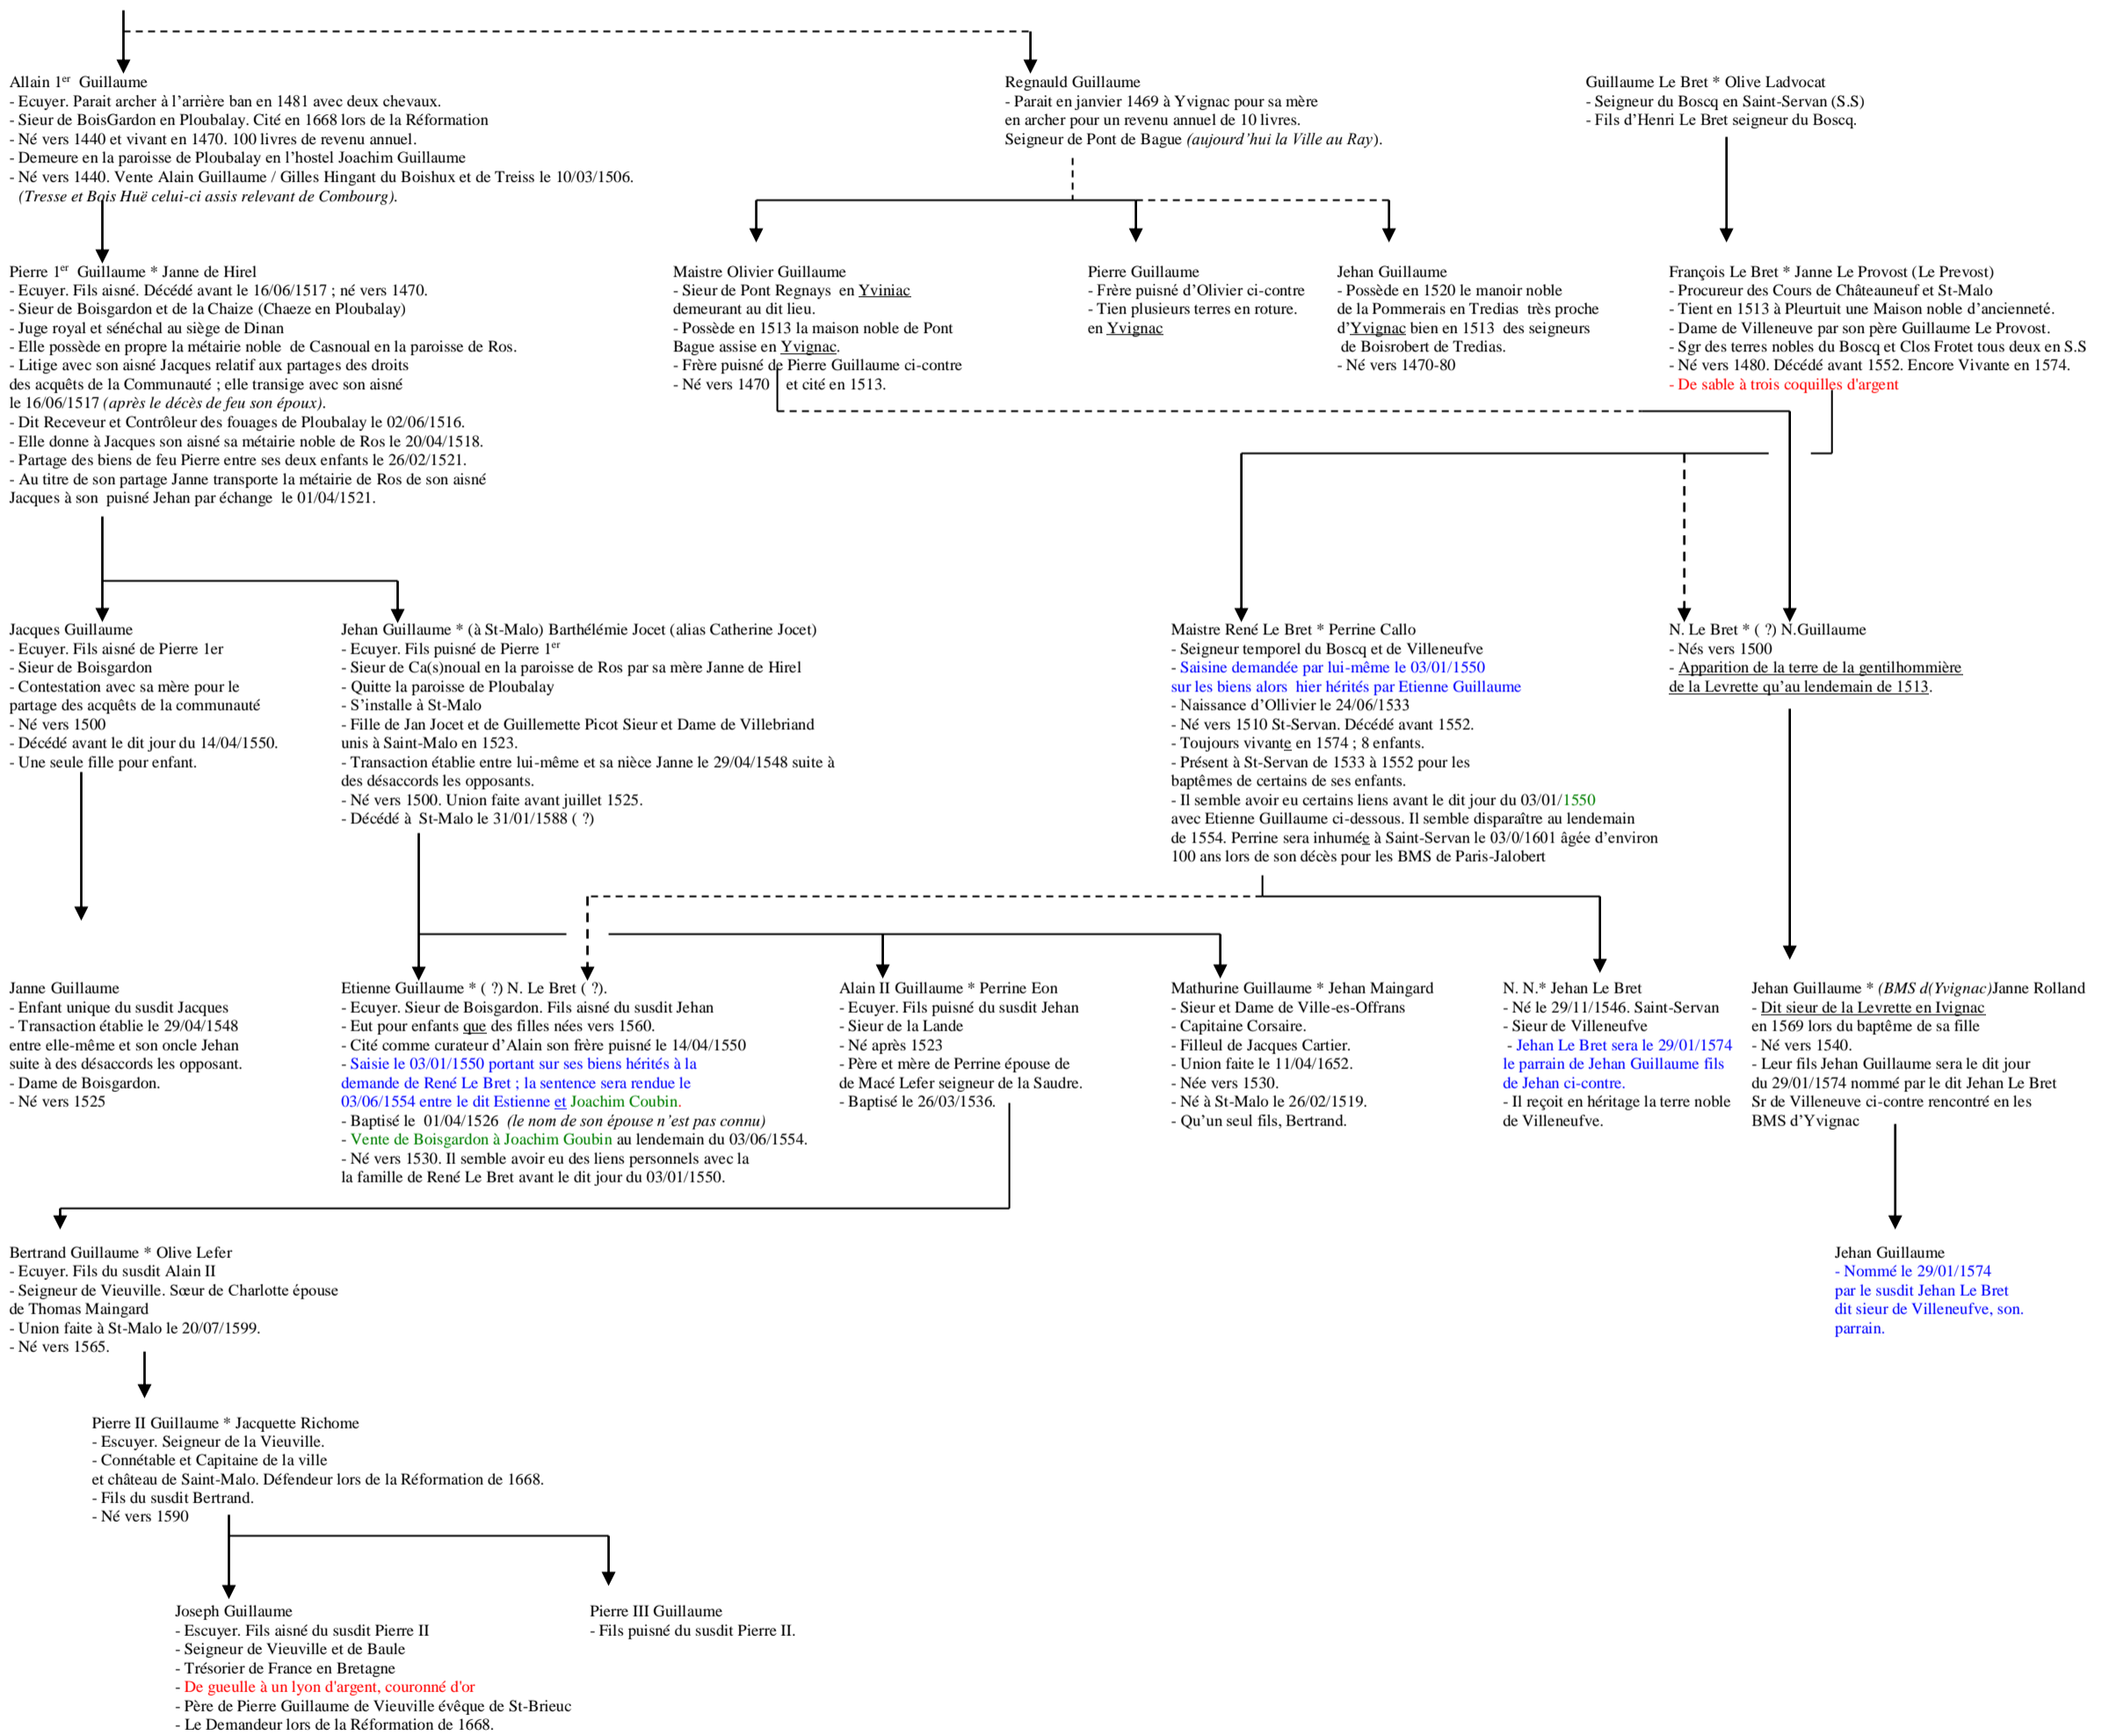 Allain 1er Guillaume
- Ecuyer. Parait archer à l'arrière ban en 1481 avec deux chevaux.
- Sieur de BoisGardon en Ploubalay. Cité en 1668 lors de la Réformation
- Né vers 1440 et vivant en 1470. 100 livres de revenu annuel.
- Demeure en la paroisse de Ploubalay en l'hostel Joachim Guillaume
- Né vers 1440. Vente Alain Guillaume / Gilles Hingant du Boishux et de Treiss le 10/03/1506.
(Tresse et Bois Huë celui-ci assis relevant de Combourg).
Regnauld Guillaume
- Parait en janvier 1469 à Yvignac pour sa mère
en archer pour un revenu annuel de 10 livres.
Seigneur de Pont de Bague (aujourd'hui la Ville au Ray).
Guillaume Le Bret * Olive Ladvocat
- Seigneur du Boscq en Saint-Servan (S.S)
- Fils d'Henri Le Bret seigneur du Boscq.
Pierre 1er Guillaume * Janne de Hirel
- Ecuyer. Fils aisné. Décédé avant le 16/06/1517 ; né vers 1470.
- Sieur de Boisgardon et de la Chaize (Chaeze en Ploubalay)
- Juge royal et sénéchal au siège de Dinan
- Elle possède en propre la métairie noble de Casnoual en la paroisse de Ros.
- Litige avec son aisné Jacques relatif aux partages des droits
des acquêts de la Communauté ; elle transige avec son aisné
le 16/06/1517 (après le décès de feu son époux).
- Dit Receveur et Contrôleur des fouages de Ploubalay le 02/06/1516.
- Elle donne à Jacques son aisné sa métairie noble de Ros le 20/04/1518.
- Partage des biens de feu Pierre entre ses deux enfants le 26/02/1521.
- Au titre de son partage Janne transporte la métairie de Ros de son aisné
Jacques à son puisné Jehan par échange le 01/04/1521.
Maistre Olivier Guillaume
- Sieur de Pont Regnays en Yviniac
demeurant au dit lieu.
- Possède en 1513 la maison noble de Pont
Bague assise en Yvignac.
- Frère puisné de Pierre Guillaume ci-contre
- Né vers 1470 et cité en 1513.
Pierre Guillaume
- Frère puisné d'Olivier ci-contre
- Tien plusieurs terres en roture.
en Yvignac
Jehan Guillaume
- Possède en 1520 le manoir noble
de la Pommerais en Tredias très proche
d'Yvignac bien en 1513 des seigneurs
de Boisrobert de Tredias.
- Né vers 1470-80
François Le Bret * Janne Le Provost (Le Prevost)
- Procureur des Cours de Châteauneuf et St-Malo
- Tient en 1513 à Pleurtuit une Maison noble d'ancienneté.
- Dame de Villeneuve par son père Guillaume Le Provost.
- Sgr des terres nobles du Boscq et Clos Frotet tous deux en S.S
- Né vers 1480. Décédé avant 1552. Encore Vivante en 1574.
- De sable à trois coquilles d'argent
Jacques Guillaume
- Ecuyer. Fils aisné de Pierre 1er
- Sieur de Boisgardon
- Contestation avec sa mère pour le
partage des acquêts de la communauté
- Né vers 1500
- Décédé avant le dit jour du 14/04/1550.
- Une seule fille pour enfant.
Jehan Guillaume * (à St-Malo) Barthélémie Jocet (alias Catherine Jocet)
- Ecuyer. Fils puisné de Pierre 1er
- Sieur de Ca(s)noual en la paroisse de Ros par sa mère Janne de Hirel
- Quitte la paroisse de Ploubalay
- S'installe à St-Malo
- Fille de Jan Jocet et de Guillemette Picot Sieur et Dame de Villebriand
unis à Saint-Malo en 1523.
- Transaction établie entre lui-même et sa nièce Janne le 29/04/1548 suite à
des désaccords les opposants.
- Né vers 1500. Union faite avant juillet 1525.
- Décédé à St-Malo le 31/01/1588 ( ?)
Maistre René Le Bret * Perrine Callo
- Seigneur temporel du Boscq et de Villeneufve
- Saisine demandée par lui-même le 03/01/1550
sur les biens alors hier hérités par Etienne Guillaume
- Naissance d'Ollivier le 24/06/1533
- Né vers 1510 St-Servan. Décédé avant 1552.
- Toujours vivante en 1574 ; 8 enfants.
- Présent à St-Servan de 1533 à 1552 pour les
baptêmes de certains de ses enfants.
- Il semble avoir eu certains liens avant le dit jour du 03/01/1550
avec Etienne Guillaume ci-dessous. Il semble disparaître au lendemain
de 1554. Perrine sera inhumée à Saint-Servan le 03/0/1601 âgée d'environ
100 ans lors de son décès pour les BMS de Paris-Jalobert
N. Le Bret * ( ?) N.Guillaume
- Nés vers 1500
- Apparition de la terre de la gentilhommière
de la Levrette qu'au lendemain de 1513.
Janne Guillaume
- Enfant unique du susdit Jacques
- Transaction établie le 29/04/1548
entre elle-même et son oncle Jehan
suite à des désaccords les opposant.
- Dame de Boisgardon.
- Né vers 1525
Etienne Guillaume * ( ?) N. Le Bret ( ?).
- Ecuyer. Sieur de Boisgardon. Fils aisné du susdit Jehan
- Eut pour enfants que des filles nées vers 1560.
- Cité comme curateur d'Alain son frère puisné le 14/04/1550
- Saisie le 03/01/1550 portant sur ses biens hérités à la
demande de René Le Bret ; la sentence sera rendue le
03/06/1554 entre le dit Estienne et Joachim Coubin.
- Baptisé le 01/04/1526 (le nom de son épouse n'est pas connu)
- Vente de Boisgardon à Joachim Goubin au lendemain du 03/06/1554.
- Né vers 1530. Il semble avoir eu des liens personnels avec la
la famille de René Le Bret avant le dit jour du 03/01/1550.
Alain II Guillaume * Perrine Eon
- Ecuyer. Fils puisné du susdit Jehan
- Sieur de la Lande
- Né après 1523
- Père et mère de Perrine épouse de
de Macé Lefer seigneur de la Saudre.
- Baptisé le 26/03/1536.
Mathurine Guillaume * Jehan Maingard
- Sieur et Dame de Ville-es-Offrans
- Capitaine Corsaire.
- Filleul de Jacques Cartier.
- Union faite le 11/04/1652.
- Née vers 1530.
- Né à St-Malo le 26/02/1519.
- Qu'un seul fils, Bertrand.
N. N.* Jehan Le Bret
- Né le 29/11/1546. Saint-Servan
- Sieur de Villeneufve
- Jehan Le Bret sera le 29/01/1574
le parrain de Jehan Guillaume fils
de Jehan ci-contre.
- Il reçoit en héritage la terre noble
de Villeneufve.
Jehan Guillaume * (BMS d(Yvignac)Janne Rolland
- Dit sieur de la Levrette en Ivignac
en 1569 lors du baptême de sa fille
- Né vers 1540.
- Leur fils Jehan Guillaume sera le dit jour
du 29/01/1574 nommé par le dit Jehan Le Bret
Sr de Villeneuve ci-contre rencontré en les
BMS d'Yvignac
Bertrand Guillaume * Olive Lefer
- Ecuyer. Fils du susdit Alain II
- Seigneur de Vieuville. Sœur de Charlotte épouse
de Thomas Maingard
- Union faite à St-Malo le 20/07/1599.
- Né vers 1565.
Jehan Guillaume
- Nommé le 29/01/1574
par le susdit Jehan Le Bret
dit sieur de Villeneufve, son.
parrain.
Pierre II Guillaume * Jacquette Richome
- Escuyer. Seigneur de la Vieuville.
- Connétable et Capitaine de la ville
et château de Saint-Malo. Défendeur lors de la Réformation de 1668.
- Fils du susdit Bertrand.
- Né vers 1590
Joseph Guillaume
- Escuyer. Fils aisné du susdit Pierre II
- Seigneur de Vieuville et de Baule
- Trésorier de France en Bretagne
- De gueulle à un lyon d'argent, couronné d'or
- Père de Pierre Guillaume de Vieuville évêque de St-Brieuc
- Le Demandeur lors de la Réformation de 1668.
Pierre III Guillaume
- Fils puisné du susdit Pierre II.